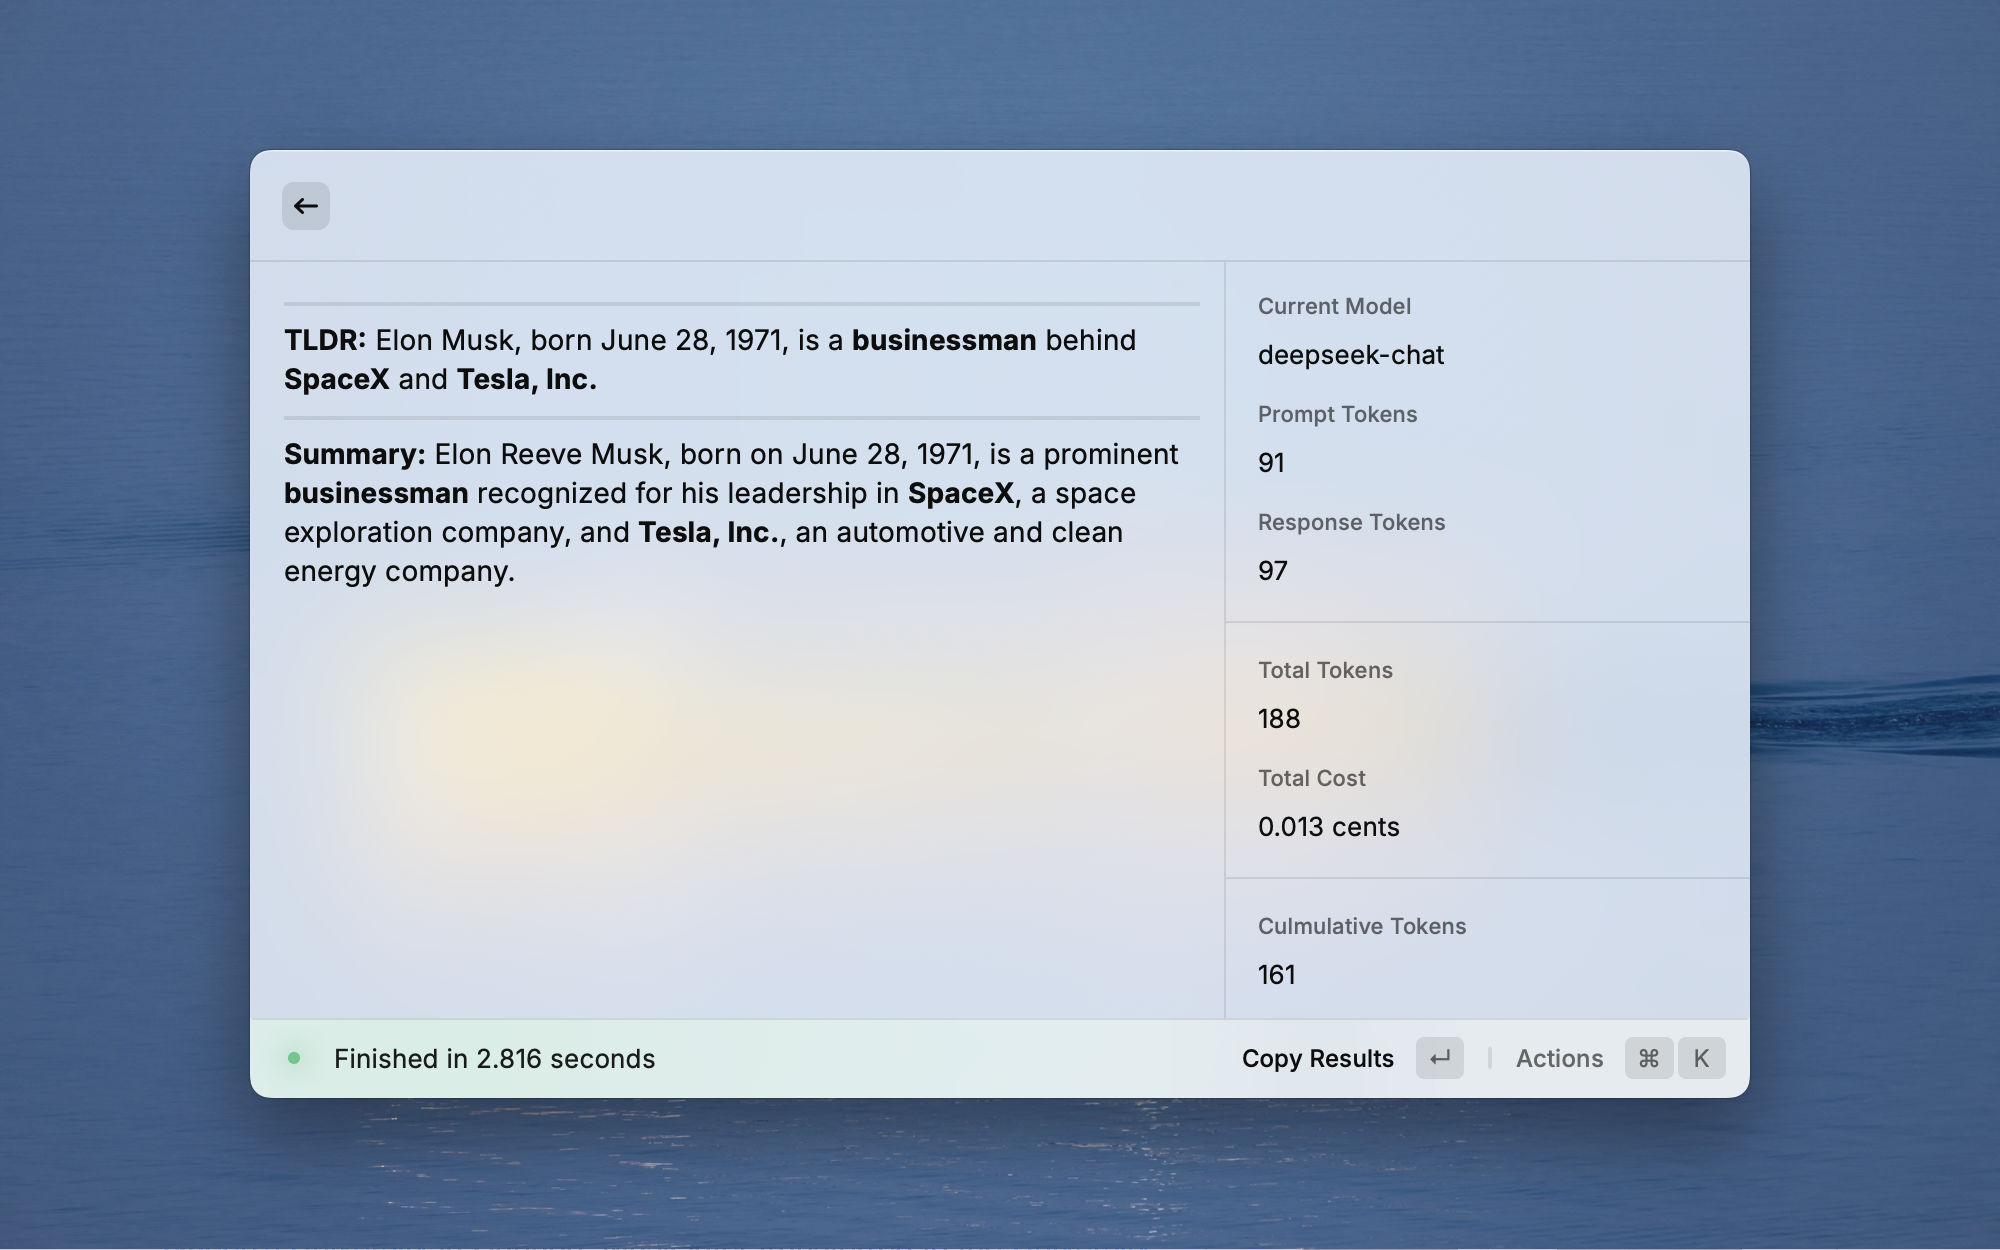 TLDR: Elon Musk, born June 28, 1971, is a businessman behind
SpaceX and Tesla, Inc.
Summary: Elon Reeve Musk, born on June 28, 1971, is a prominent
businessman recognized for his leadership in SpaceX, a space
exploration company, and Tesla, Inc., an automotive and clean
energy company.
Current Model
deepseek-chat
Prompt Tokens
91
Response Tokens
97
Total Tokens
188
Total Cost
0.013 cents
Culmulative Tokens
161
Finished in 2.816 seconds
Copy Results ↵ Actions ⌘ K